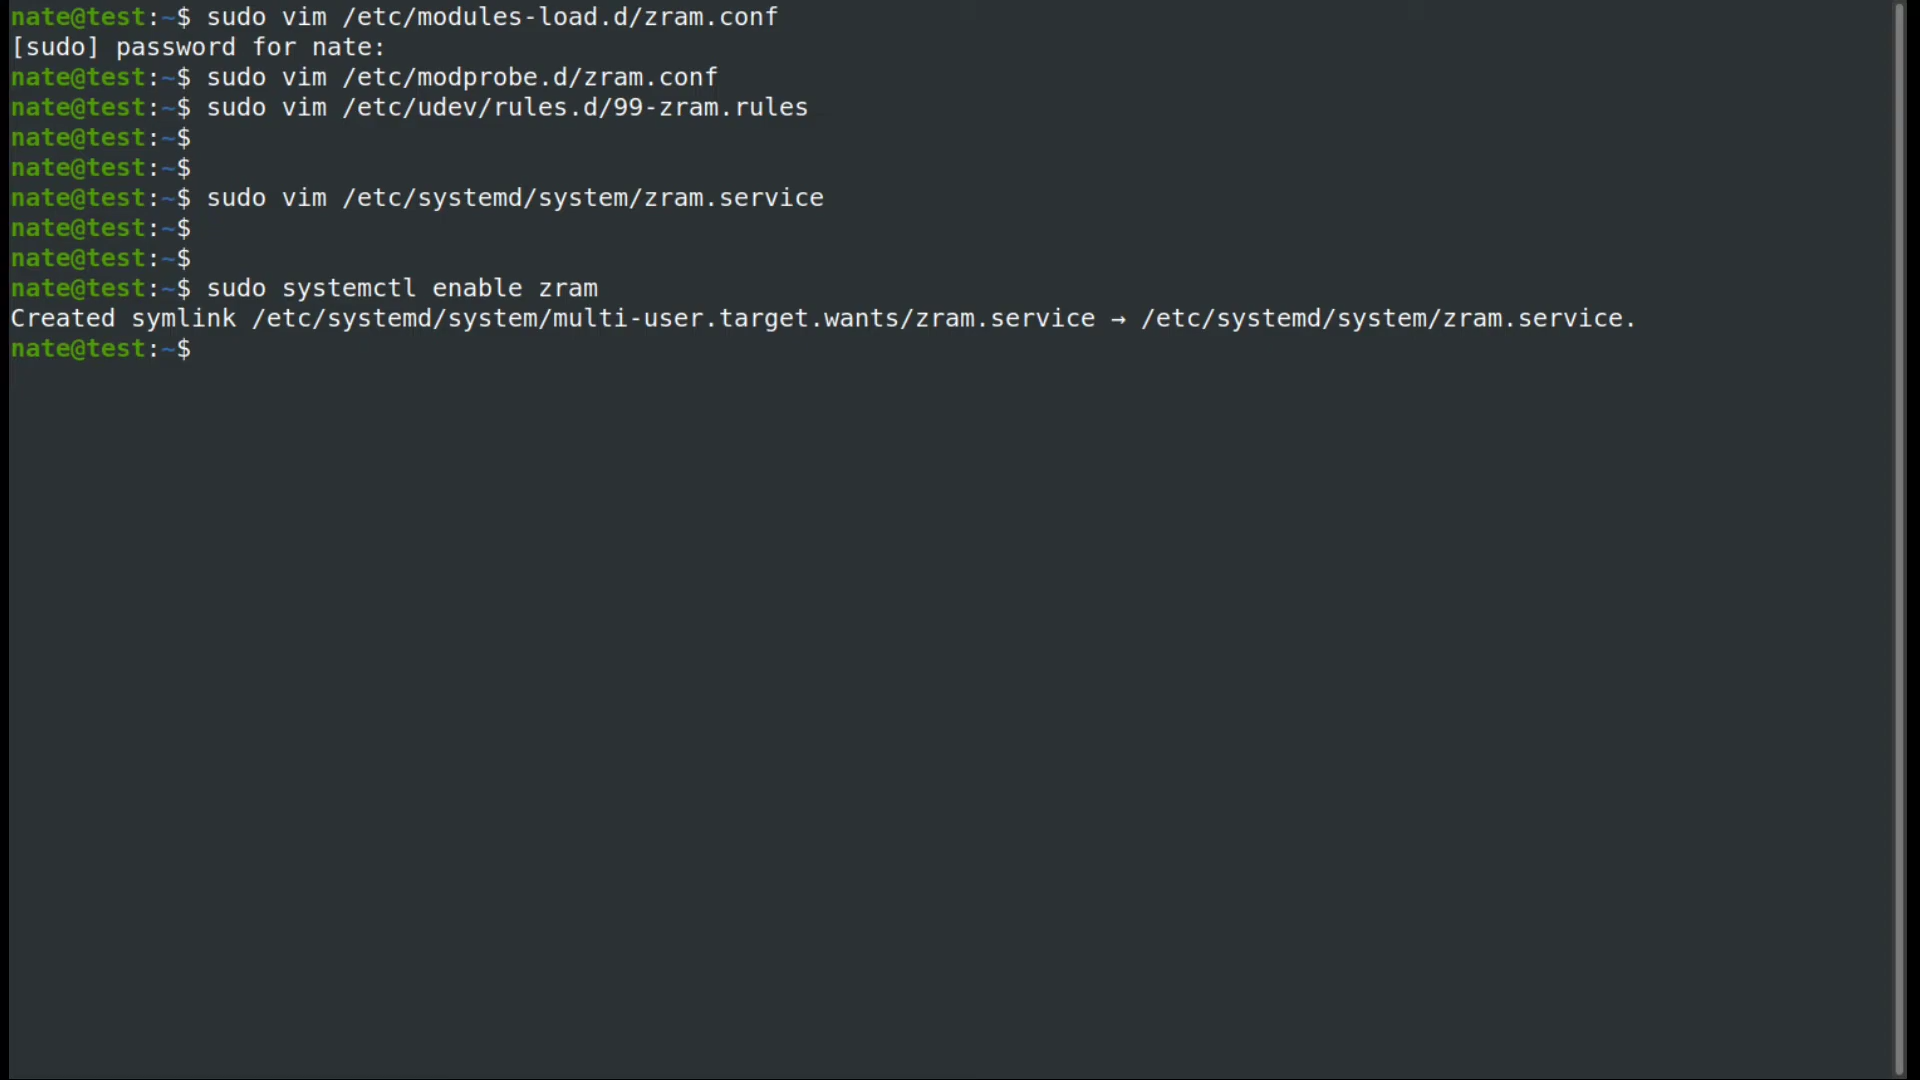 nate@test:~$ sudo vim /etc/modules-load.d/zram.conf
[sudo] password for nate:
nate@test:~$ sudo vim /etc/modprobe.d/zram.conf
nate@test:~$ sudo vim /etc/udev/rules.d/99-zram.rules
nate@test:~$
nate@test:~$
nate@test:~$ sudo vim /etc/systemd/system/zram.service
nate@test:~$
nate@test:~$
nate@test:~$ sudo systemctl enable zram
Created symlink /etc/systemd/system/multi-user.target.wants/zram.service → /etc/systemd/system/zram.service.
nate@test:~$